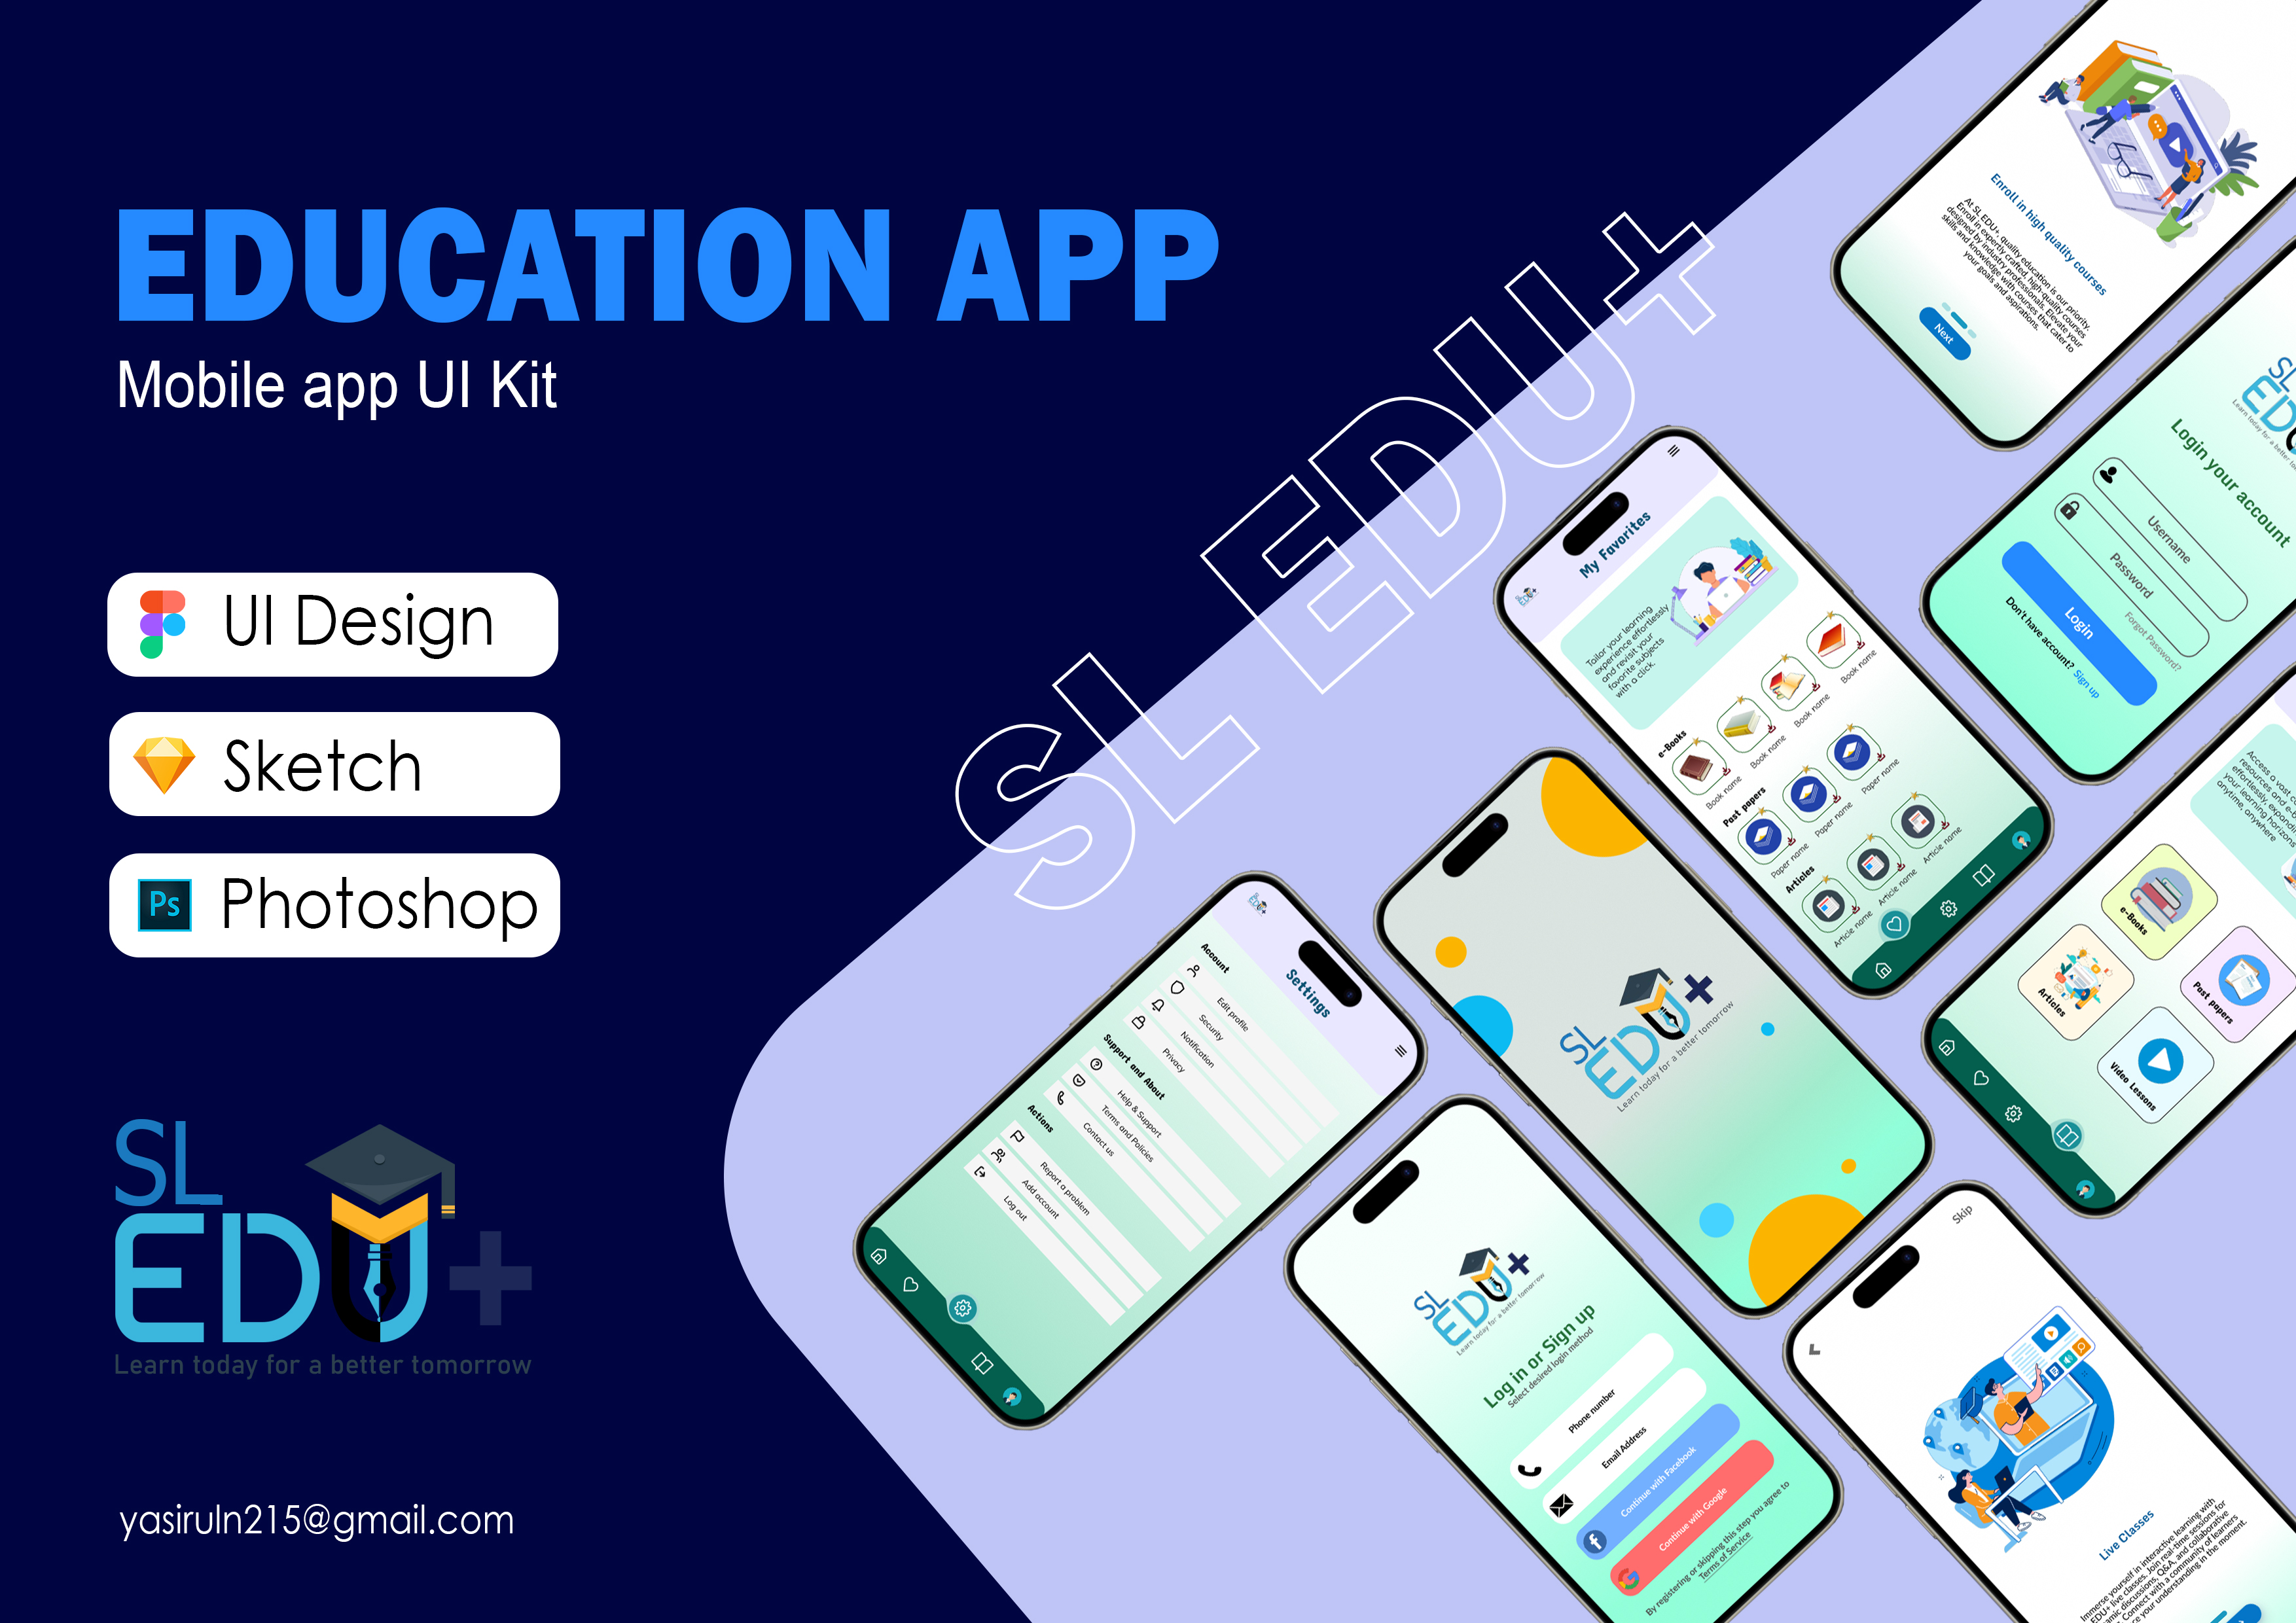 EDUCATION APP
Mobile app UI Kit
UI Design
Sketch
Ps
Photoshop
SL
EDU+
Learn today for a better tomorrow
yasiruln215@gmail.com
SL EDU+
Enroll in high quality courses
At SL EDU+, quality education is our priority.
Enroll in expertly crafted, high-quality courses
designed by industry professionals. Elevate your
skills and knowledge with courses that cater to
your goals and aspirations.
Next
SL
EDU
Login your account
Username
Password
Forgot Password?
Login
Don't have account? Sign up
SL
EDU+
My Favorites
Tailor your learning
experience effortlessly
and revisit your
favorite subjects
with a click.
e-Books
Book name
Book name
Book name
Book name
Past papers
Paper name
Paper name
Paper name
Articles
Article name
Article name
Article name
resources and
effortlessly,
your learning horizons
anytime, anywhere
e-Books
Articles
Past papers
Video Lessons
SL
EDU+
Learn today for a better tomorrow
SL
EDU+
Settings
Account
Edit profile
Security
Notification
Privacy
Support and About
Help & Support
Terms and Policies
Contact us
Actions
Report a problem
Add account
Log out
SL
EDU+
Learn today for a better tomorrow
Log in or Sign up
Select desired login method
Phone number
Email Address
Continue with Facebook
Continue with Google
By registering or skipping this step you agree to
Terms of Service
Skip
Live Classes
Immerse yourself in interactive learning with
EDU+ live classes. Join real-time sessions for
discussions, Q&A, and collaborative
Connect with a community of learners
your understanding in the moment.